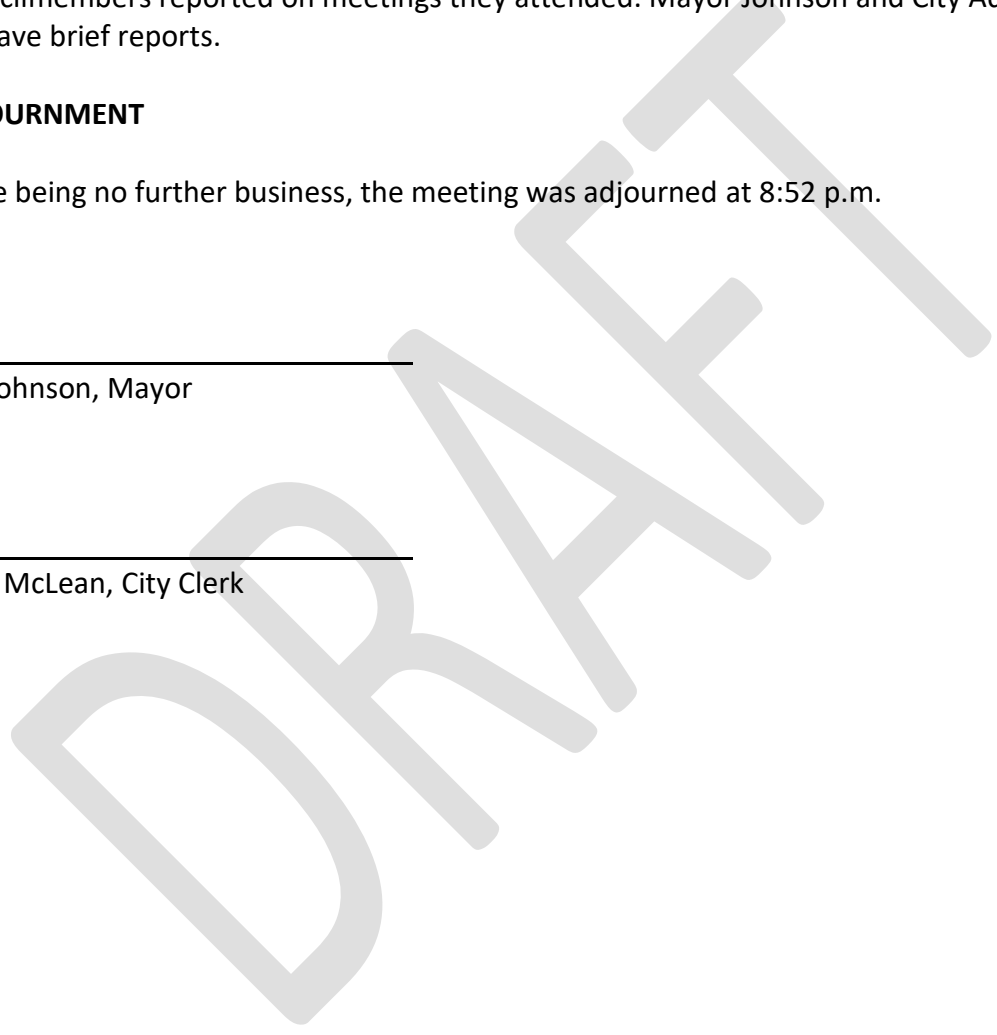 cilmembers reported on meetings they attended. Mayor Johnson and City Ad
ave brief reports.
OURNMENT
e being no further business, the meeting was adjourned at 8:52 p.m.
ohnson, Mayor
McLean, City Clerk
DRAFT